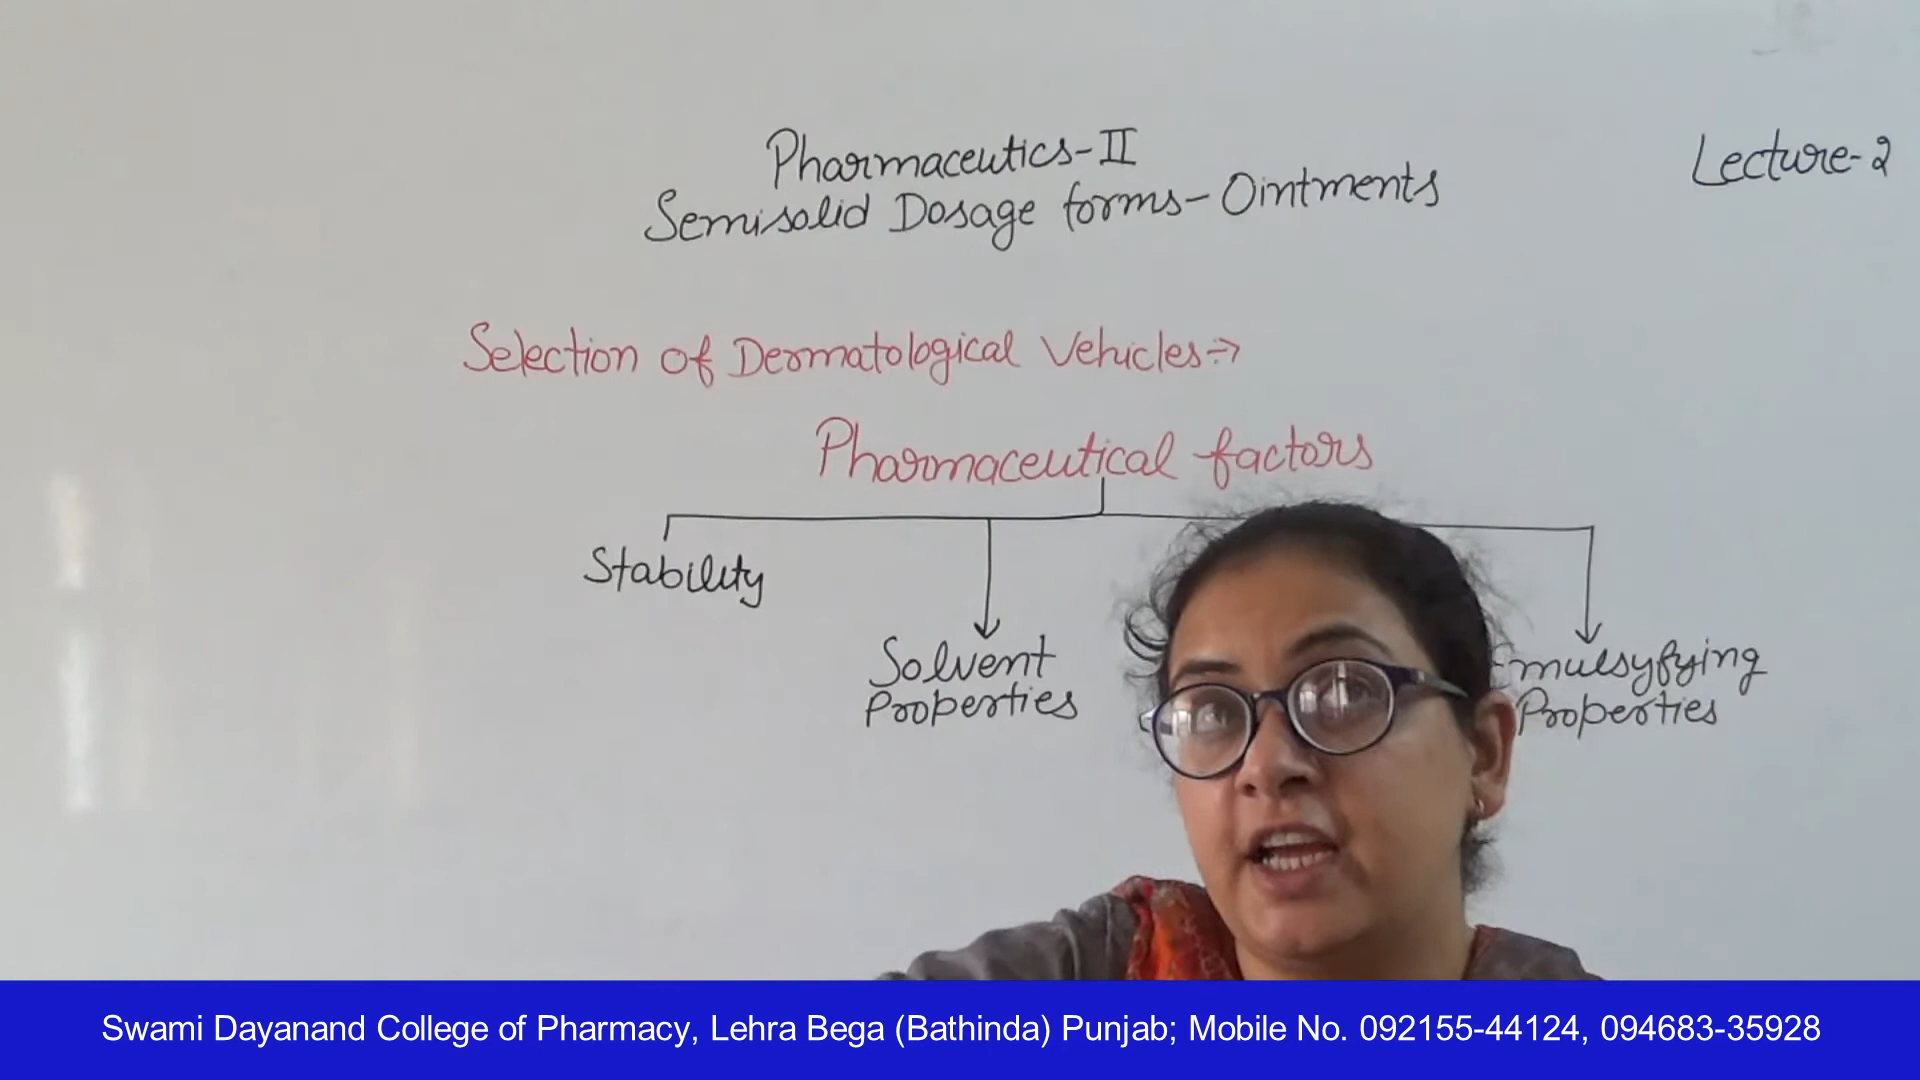 Pharmaceutics-II
Lecture-2
Semisolid Dosage forms-Ointments
Selection of Dermatological Vehicles->
Pharmaceutical factors
Stability
Solvent
Properties
Emulsyfying
Properties
Swami Dayanand College of Pharmacy, Lehra Bega (Bathinda) Punjab; Mobile No. 092155-44124, 094683-35928